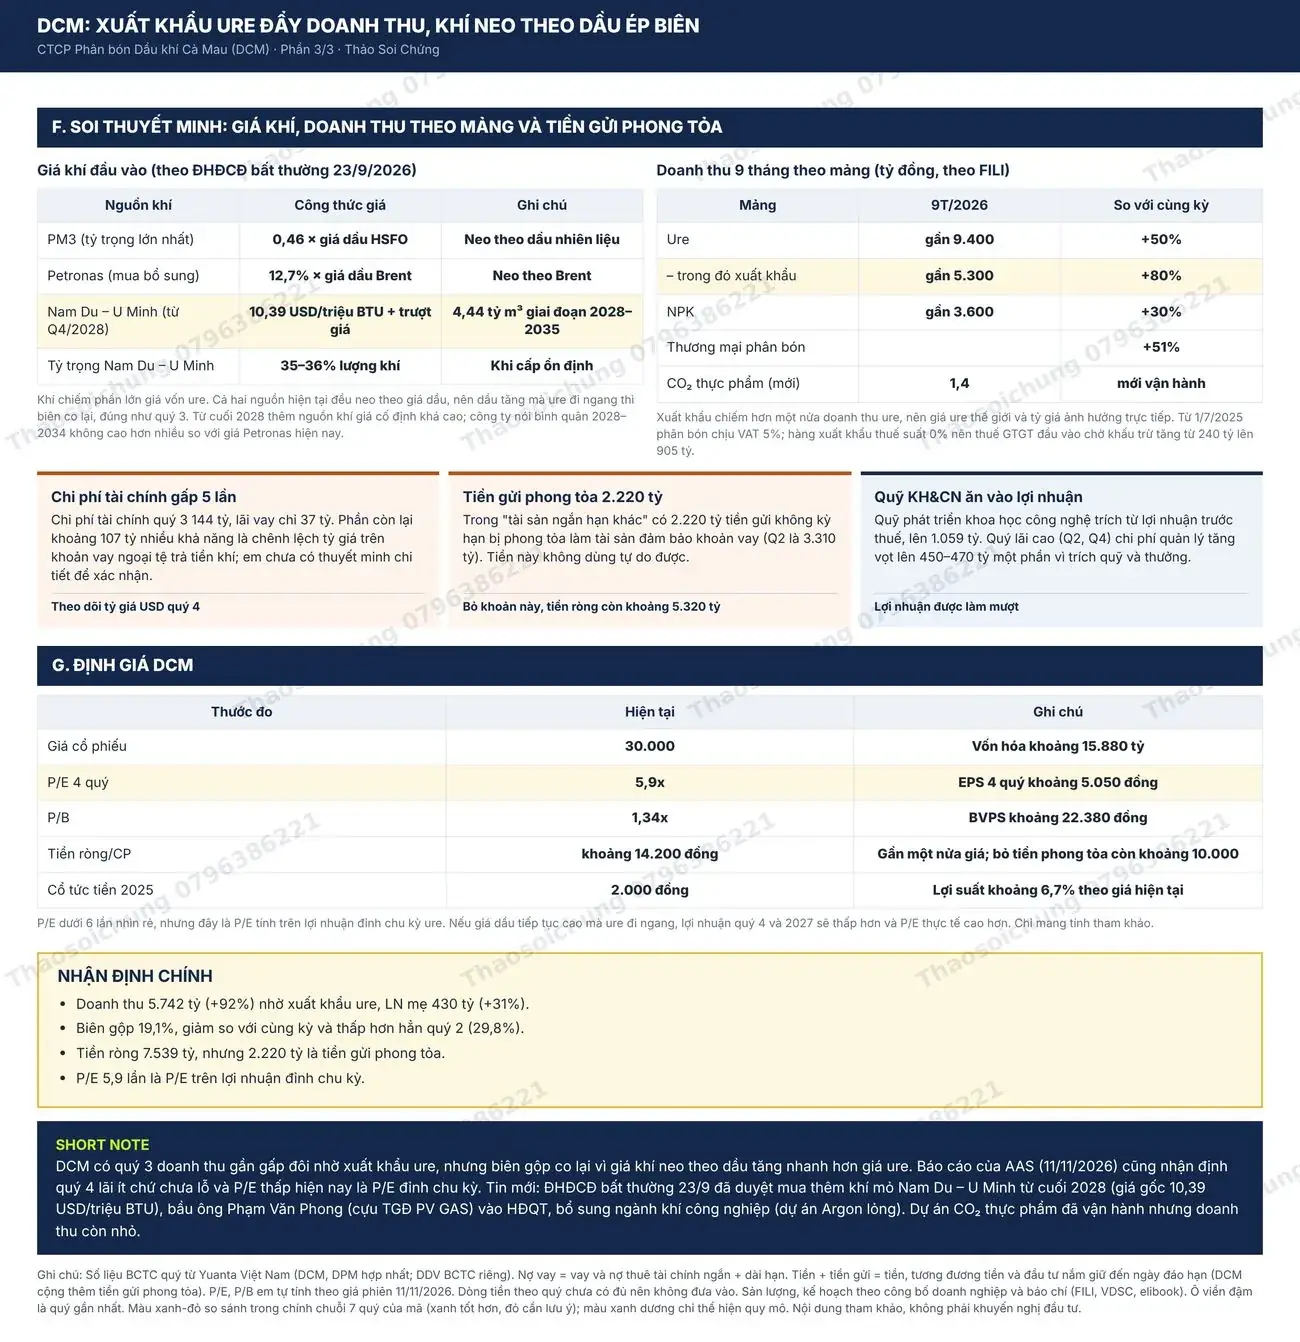 DCM: XUẤT KHẨU URE ĐẨY DOANH THU, KHÍ NEO THEO DẦU ÉP BIÊN
CTCP Phân bón Dầu khí Cà Mau (DCM) · Phần 3/3 · Thảo Soi Chứng
F. SOI THUYẾT MINH: GIÁ KHÍ, DOANH THU THEO MẢNG VÀ TIỀN GỬI PHONG TỎA
Giá khí đầu vào (theo ĐHĐCĐ bất thường 23/9/2026)
Nguồn khí | Công thức giá | Ghi chú
PM3 (tỷ trọng lớn nhất) | 0,46 × giá dầu HSFO | Neo theo dầu nhiên liệu
Petronas (mua bổ sung) | 12,7% × giá dầu Brent | Neo theo Brent
Nam Du – U Minh (từ Q4/2028) | 10,39 USD/triệu BTU + trượt giá | 4,44 tỷ m³ giai đoạn 2028–2035
Tỷ trọng Nam Du – U Minh | 35–36% lượng khí | Khi cấp ổn định
Khí chiếm phần lớn giá vốn ure. Cả hai nguồn hiện tại đều neo theo giá dầu, nên dầu tăng mà ure đi ngang thì
biên co lại, đúng như quý 3. Từ cuối 2028 thêm nguồn khí giá cố định khá cao; công ty nói bình quân 2028–
2034 không cao hơn nhiều so với giá Petronas hiện nay.
Doanh thu 9 tháng theo mảng (tỷ đồng, theo FILI)
Mảng | 9T/2026 | So với cùng kỳ
Ure | gần 9.400 | +50%
– trong đó xuất khẩu | gần 5.300 | +80%
NPK | gần 3.600 | +30%
Thương mại phân bón | +51%
CO₂ thực phẩm (mới) | 1,4 | mới vận hành
Xuất khẩu chiếm hơn một nửa doanh thu ure, nên giá ure thế giới và tỷ giá ảnh hưởng trực tiếp. Từ 1/7/2025
phân bón chịu VAT 5%; hàng xuất khẩu thuế suất 0% nên thuế GTGT đầu vào chờ khấu trừ tăng từ 240 tỷ lên
905 tỷ.
Chi phí tài chính gấp 5 lần
Chi phí tài chính quý 3 144 tỷ, lãi vay chỉ 37 tỷ. Phần còn lại
khoảng 107 tỷ nhiều khả năng là chênh lệch tỷ giá trên
khoản vay ngoại tệ trả tiền khí; em chưa có thuyết minh chi
tiết để xác nhận.
Theo dõi tỷ giá USD quý 4
Tiền gửi phong tỏa 2.220 tỷ
Trong "tài sản ngắn hạn khác" có 2.220 tỷ tiền gửi không kỳ
hạn bị phong tỏa làm tài sản đảm bảo khoản vay (Q2 là 3.310
tỷ). Tiền này không dùng tự do được.
Bỏ khoản này, tiền ròng còn khoảng 5.320 tỷ
Quỹ KH&CN ăn vào lợi nhuận
Quỹ phát triển khoa học công nghệ trích từ lợi nhuận trước
thuế, lên 1.059 tỷ. Quý lãi cao (Q2, Q4) chi phí quản lý tăng
vọt lên 450–470 tỷ một phần vì trích quỹ và thưởng.
Lợi nhuận được làm mượt
G. ĐỊNH GIÁ DCM
Thước đo | Hiện tại | Ghi chú
Giá cổ phiếu | 30.000 | Vốn hóa khoảng 15.880 tỷ
P/E 4 quý | 5,9x | EPS 4 quý khoảng 5.050 đồng
P/B | 1,34x | BVPS khoảng 22.380 đồng
Tiền ròng/CP | khoảng 14.200 đồng | Gần một nửa giá; bỏ tiền phong tỏa còn khoảng 10.000
Cổ tức tiền 2025 | 2.000 đồng | Lợi suất khoảng 6,7% theo giá hiện tại
P/E dưới 6 lần nhìn rẻ, nhưng đây là P/E tính trên lợi nhuận đỉnh chu kỳ ure. Nếu giá dầu tiếp tục cao mà ure đi ngang, lợi nhuận quý 4 và 2027 sẽ thấp hơn và P/E thực tế cao hơn. Chỉ mang tính tham khảo.
NHẬN ĐỊNH CHÍNH
• Doanh thu 5.742 tỷ (+92%) nhờ xuất khẩu ure, LN mẹ 430 tỷ (+31%).
• Biên gộp 19,1%, giảm so với cùng kỳ và thấp hơn hẳn quý 2 (29,8%).
• Tiền ròng 7.539 tỷ, nhưng 2.220 tỷ là tiền gửi phong tỏa.
• P/E 5,9 lần là P/E trên lợi nhuận đỉnh chu kỳ.
SHORT NOTE
DCM có quý 3 doanh thu gần gấp đôi nhờ xuất khẩu ure, nhưng biên gộp co lại vì giá khí neo theo dầu tăng nhanh hơn giá ure. Báo cáo của AAS (11/11/2026) cũng nhận định
quý 4 lãi ít chứ chưa lỗ và P/E thấp hiện nay là P/E đỉnh chu kỳ. Tin mới: ĐHĐCĐ bất thường 23/9 đã duyệt mua thêm khí mỏ Nam Du – U Minh từ cuối 2028 (giá gốc 10,39
USD/triệu BTU), bầu ông Phạm Văn Phong (cựu TGĐ PV GAS) vào HĐQT, bổ sung ngành khí công nghiệp (dự án Argon lỏng). Dự án CO₂ thực phẩm đã vận hành nhưng doanh
thu còn nhỏ.
Ghi chú: Số liệu BCTC quý từ Yuanta Việt Nam (DCM, DPM hợp nhất; DDV BCTC riêng). Nợ vay = vay và nợ thuê tài chính ngắn + dài hạn. Tiền + tiền gửi = tiền, tương đương tiền và đầu tư nắm giữ đến ngày đáo hạn (DCM
cộng thêm tiền gửi phong tỏa). P/E, P/B em tự tính theo giá phiên 11/11/2026. Dòng tiền theo quý chưa có đủ nên không đưa vào. Sản lượng, kế hoạch theo công bố doanh nghiệp và báo chí (FILI, VDSC, elibook). Ô viền đậm
là quý gần nhất. Màu xanh-đỏ so sánh trong chính chuỗi 7 quý của mã (xanh tốt hơn, đỏ cần lưu ý); màu xanh dương chỉ thể hiện quy mô. Nội dung tham khảo, không phải khuyến nghị đầu tư.
Thaosoichung 0796386221